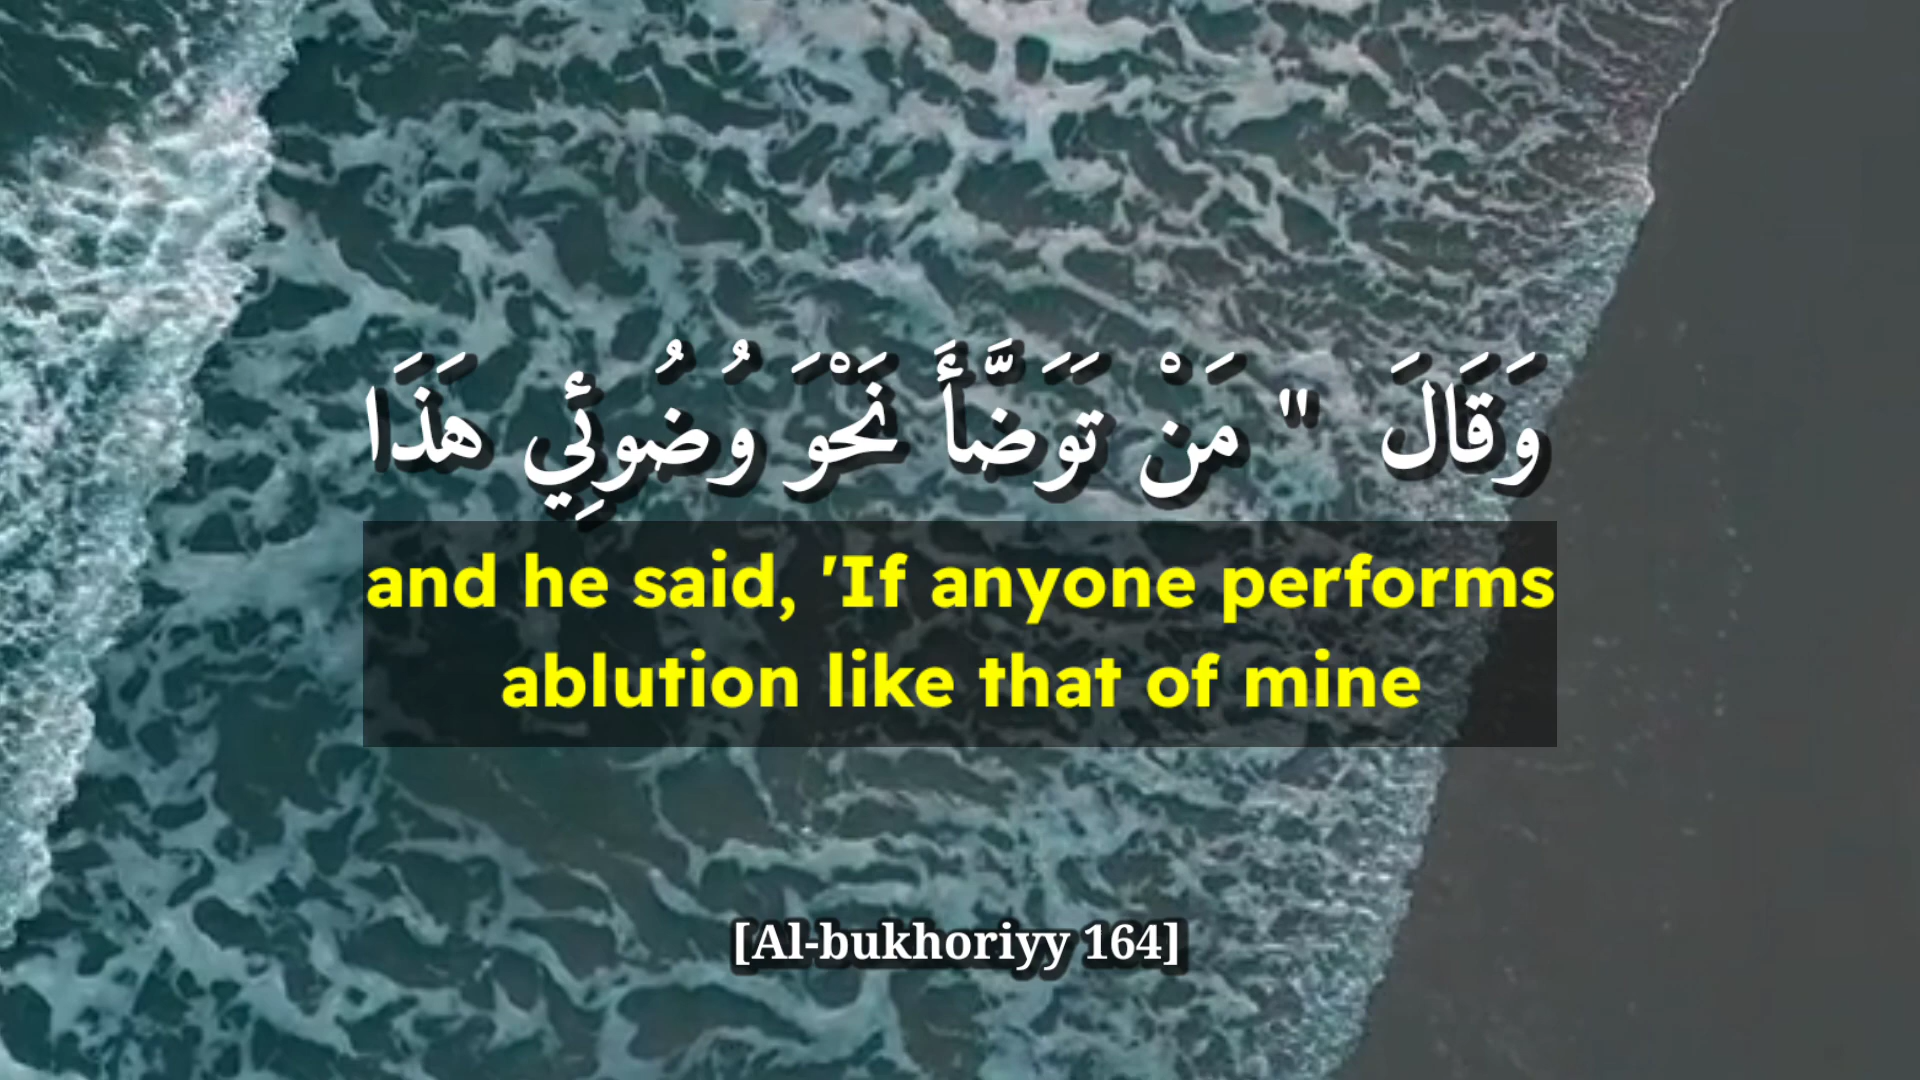 وَقَالَ " مَنْ تَوَضَّأَ نَحْوَ وُضُوئِي هَذَا
and he said, 'If anyone performs
ablution like that of mine
[Al-bukhoriyy 164]